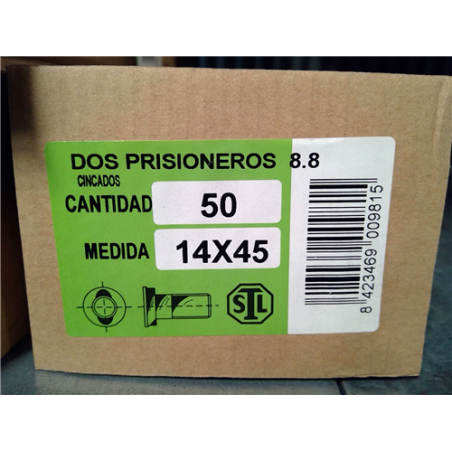 DOS PRISIONEROS 8.8
CINCADOS
CANTIDAD 50
MEDIDA 14X45
STL
8 423469 009815